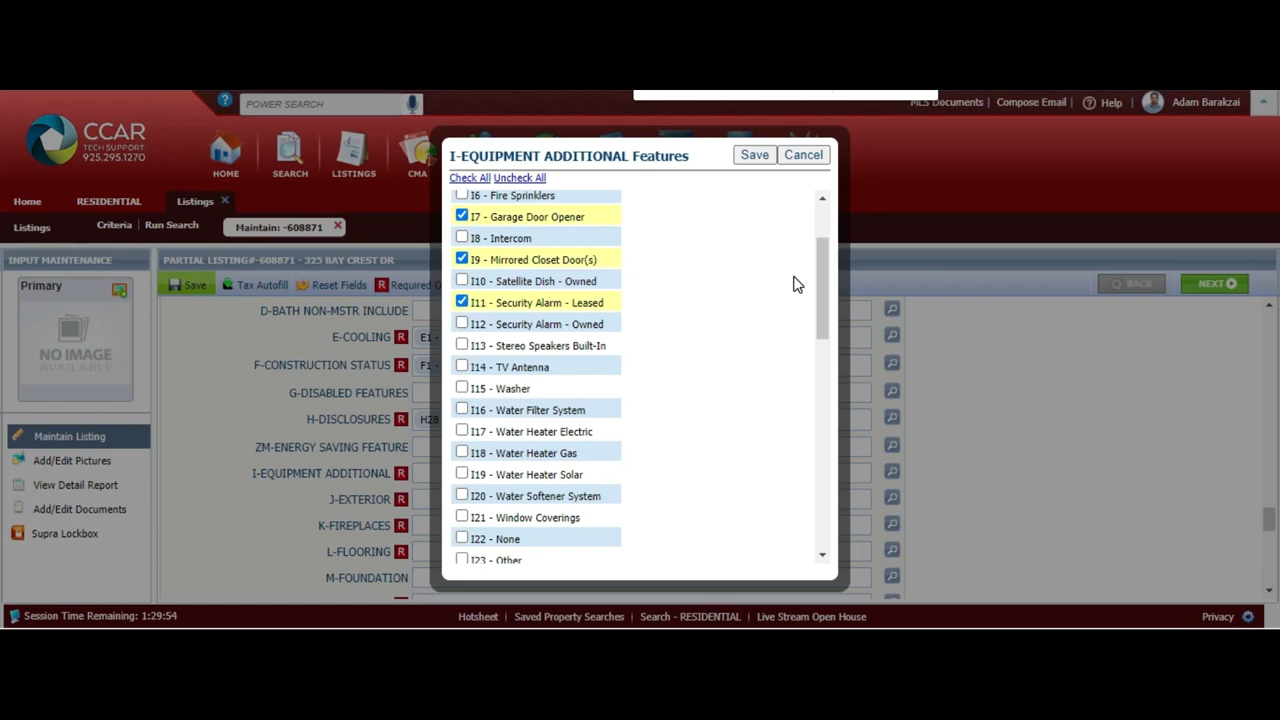 POWER SEARCH
MLS Documents | Compose Email | Help | Adam Barakzai
CCAR
TECH SUPPORT:
925.295.1270
HOME
SEARCH
LISTINGS
CMA
Home
RESIDENTIAL
Listings
Listings
Criteria
Run Search
Maintain: -608871
INPUT MAINTENANCE
Primary
NO IMAGE
AVAILABLE
Maintain Listing
Add/Edit Pictures
View Detail Report
Add/Edit Documents
Supra Lockbox
PARTIAL LISTING#-608871 - 325 BAY CREST DR
Save
Tax Autofill
Reset Fields
R Required
BACK
NEXT
D-BATH NON-MSTR INCLUDE
E-COOLING R E1 -
F-CONSTRUCTION STATUS R F1 -
G-DISABLED FEATURES
H-DISCLOSURES R H28
ZM-ENERGY SAVING FEATURE
I-EQUIPMENT ADDITIONAL R
J-EXTERIOR R
K-FIREPLACES R
L-FLOORING R
M-FOUNDATION
I-EQUIPMENT ADDITIONAL Features
Save
Cancel
Check All Uncheck All
I6 - Fire Sprinklers
I7 - Garage Door Opener
I8 - Intercom
I9 - Mirrored Closet Door(s)
I10 - Satellite Dish - Owned
I11 - Security Alarm - Leased
I12 - Security Alarm - Owned
I13 - Stereo Speakers Built-In
I14 - TV Antenna
I15 - Washer
I16 - Water Filter System
I17 - Water Heater Electric
I18 - Water Heater Gas
I19 - Water Heater Solar
I20 - Water Softener System
I21 - Window Coverings
I22 - None
I23 - Other
Session Time Remaining: 1:29:54
Hotsheet | Saved Property Searches | Search - RESIDENTIAL | Live Stream Open House
Privacy